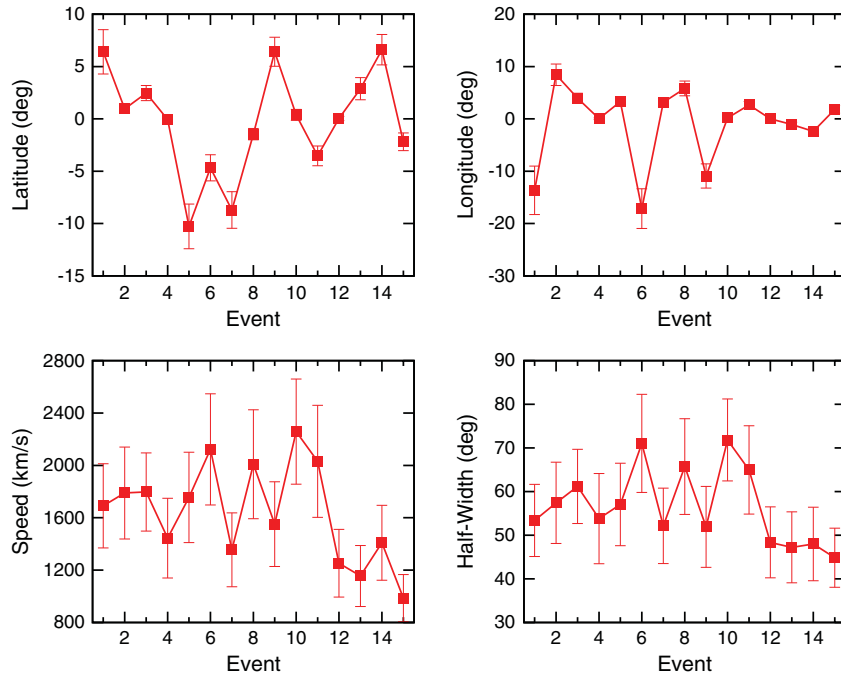 10
5
0
-5
-10
-15
Latitude (deg)
2 4 6 8 10 12 14
Event
20
10
0
-10
-20
-30
Longitude (deg)
2 4 6 8 10 12 14
Event
2800
2400
2000
1600
1200
800
Speed (km/s)
2 4 6 8 10 12 14
Event
90
80
70
60
50
40
30
Half-Width (deg)
2 4 6 8 10 12 14
Event